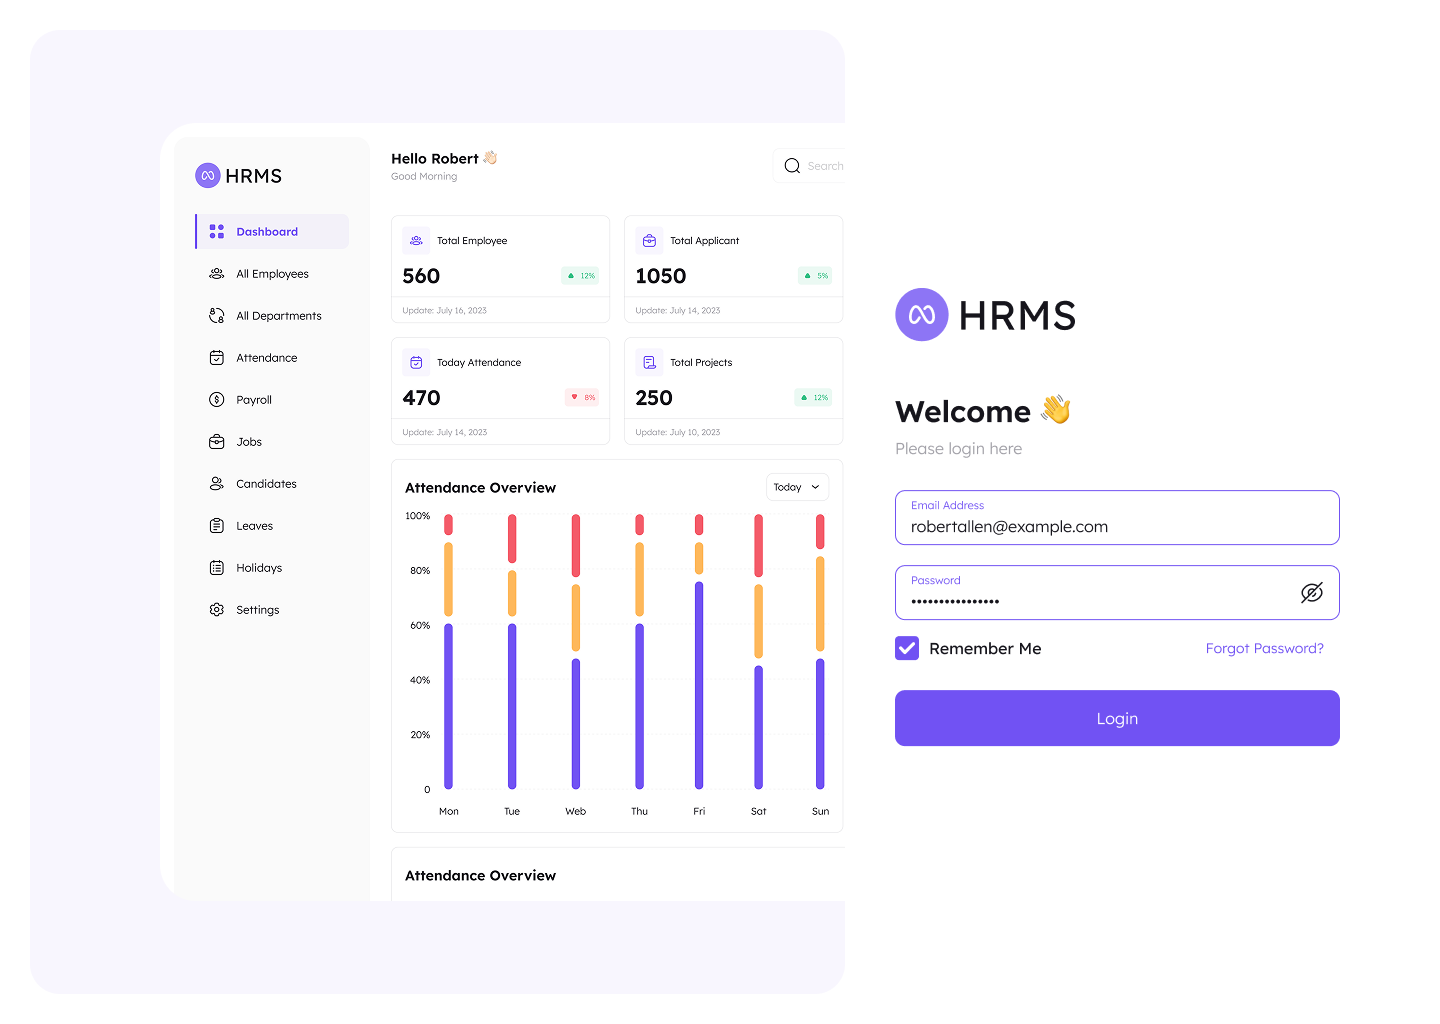 HRMS
Dashboard
All Employees
All Departments
Attendance
Payroll
Jobs
Candidates
Leaves
Holidays
Settings
Hello Robert 👋🏻
Good Morning
Search
Total Employee
560
12%
Update: July 16, 2023
Total Applicant
1050
5%
Update: July 14, 2023
Today Attendance
470
8%
Update: July 14, 2023
Total Projects
250
12%
Update: July 10, 2023
Attendance Overview
Today
100%
80%
60%
40%
20%
0
Mon Tue Web Thu Fri Sat Sun
Attendance Overview
HRMS
Welcome 👋
Please login here
Email Address
robertallen@example.com
Password
••••••••••••••••
Remember Me
Forgot Password?
Login